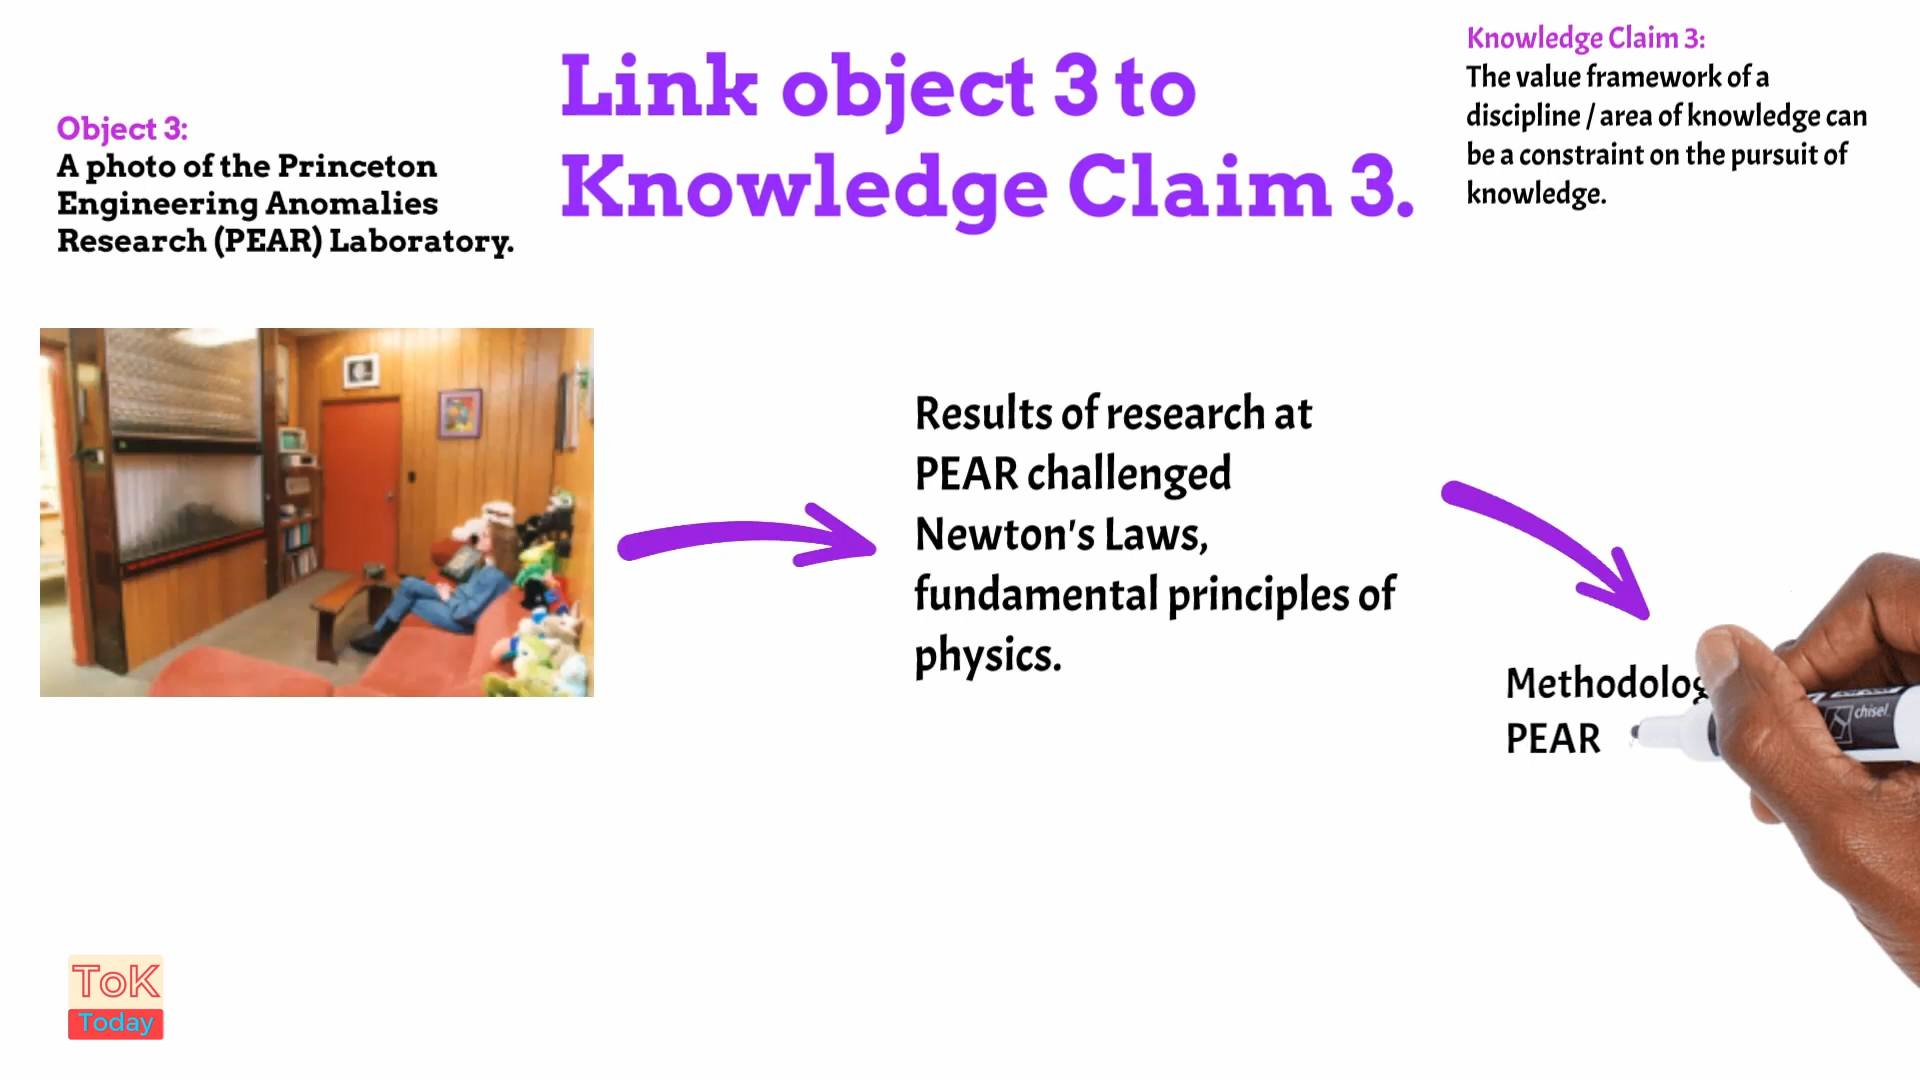 Link object 3 to
Knowledge Claim 3.
Object 3:
A photo of the Princeton
Engineering Anomalies
Research (PEAR) Laboratory.
Knowledge Claim 3:
The value framework of a
discipline / area of knowledge can
be a constraint on the pursuit of
knowledge.
Results of research at
PEAR challenged
Newton's Laws,
fundamental principles of
physics.
PEAR
chisel
ToK
Today